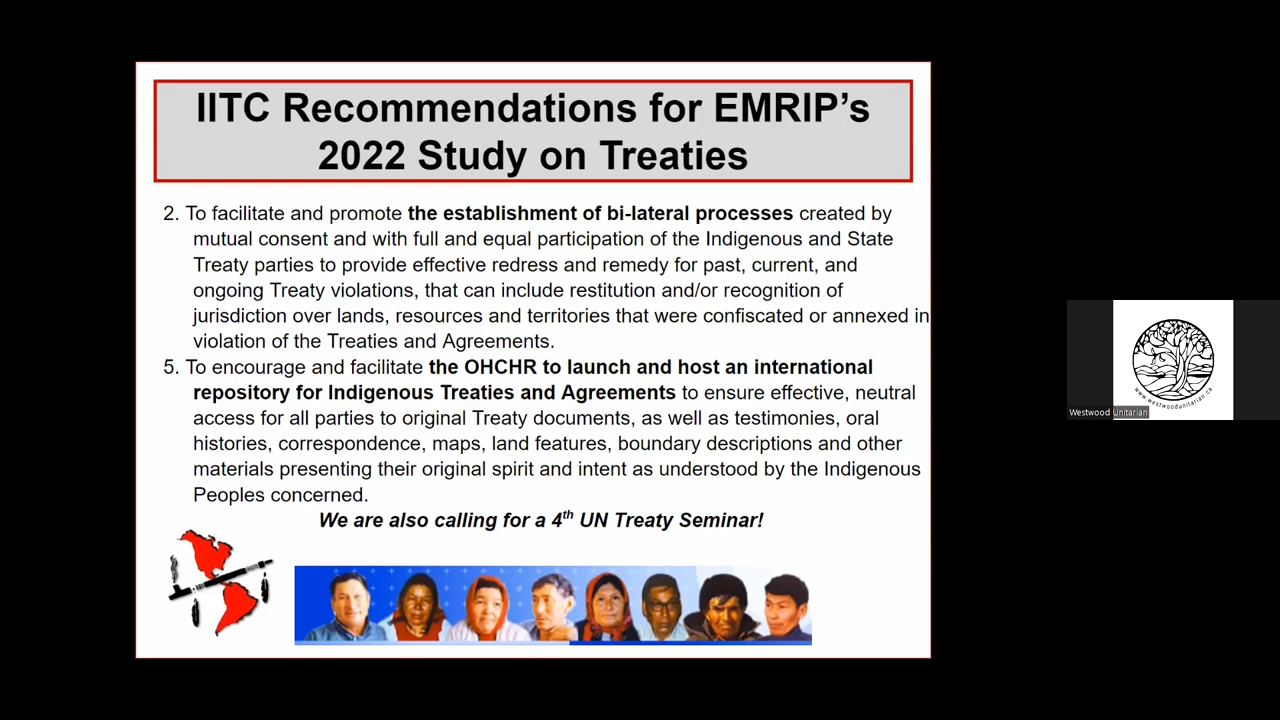 IITC Recommendations for EMRIP's
2022 Study on Treaties
2. To facilitate and promote the establishment of bi-lateral processes created by
mutual consent and with full and equal participation of the Indigenous and State
Treaty parties to provide effective redress and remedy for past, current, and
ongoing Treaty violations, that can include restitution and/or recognition of
jurisdiction over lands, resources and territories that were confiscated or annexed in
violation of the Treaties and Agreements.
5. To encourage and facilitate the OHCHR to launch and host an international
repository for Indigenous Treaties and Agreements to ensure effective, neutral
access for all parties to original Treaty documents, as well as testimonies, oral
histories, correspondence, maps, land features, boundary descriptions and other
materials presenting their original spirit and intent as understood by the Indigenous
Peoples concerned.
We are also calling for a 4th UN Treaty Seminar!
www.westwoodunitarian.ca
Westwood Unitarian